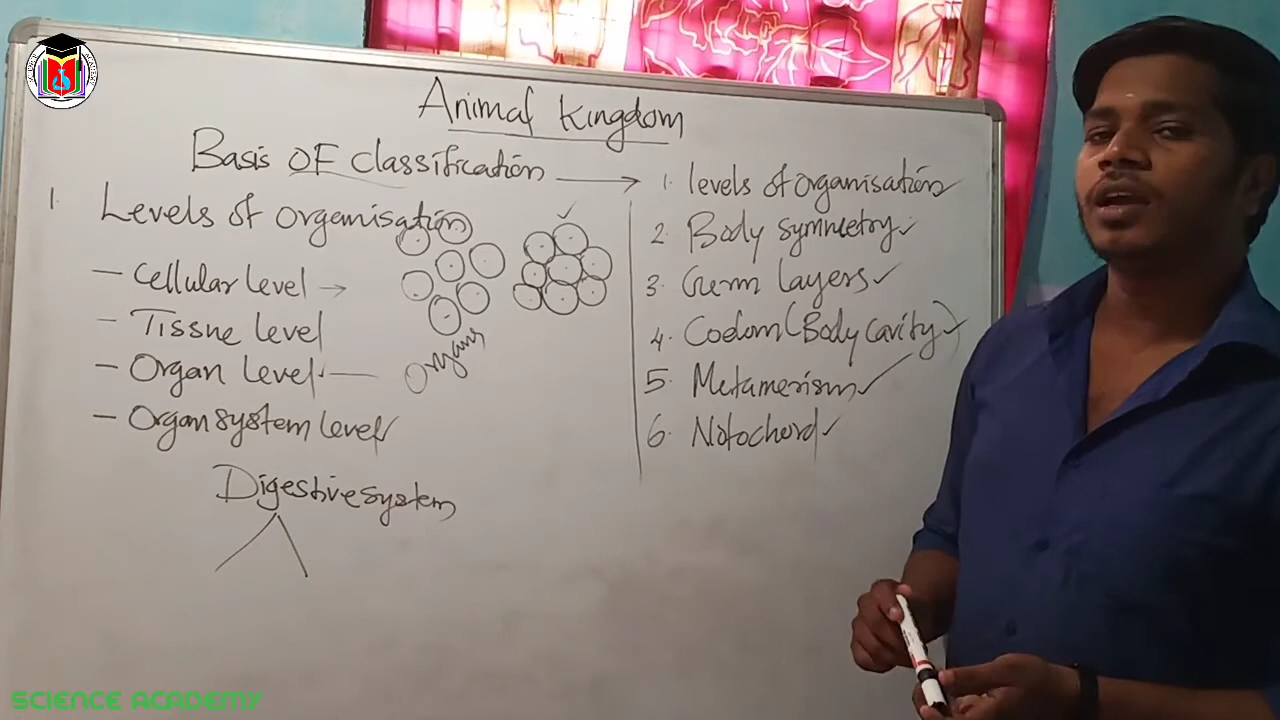 Animal Kingdom
Basis OF classification → 1. levels of organisation
1. Levels of organisation
- cellular level →
- Tissue level
- Organ level - Organs
- Organ system level
Digestive system
2. Body symmetry
3. Germ layers
4. Coelom (Body cavity)
5. Metamerism
6. Notochord
SCIENCE ACADEMY